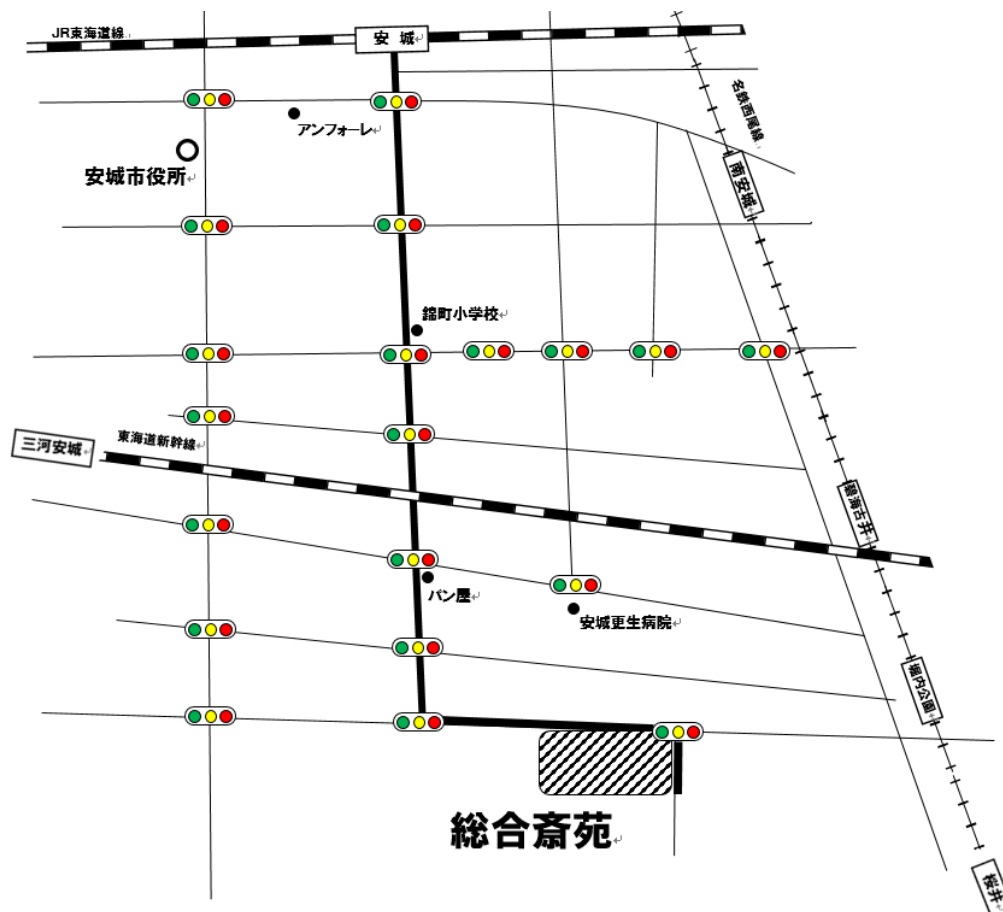 JR東海道線
安 城
アンフォーレ
名鉄西尾線
安城市役所
南安城
錦町小学校
三河安城
東海道新幹線
碧海古井
パン屋
安城更生病院
堀内公園
総合斎苑
桜井